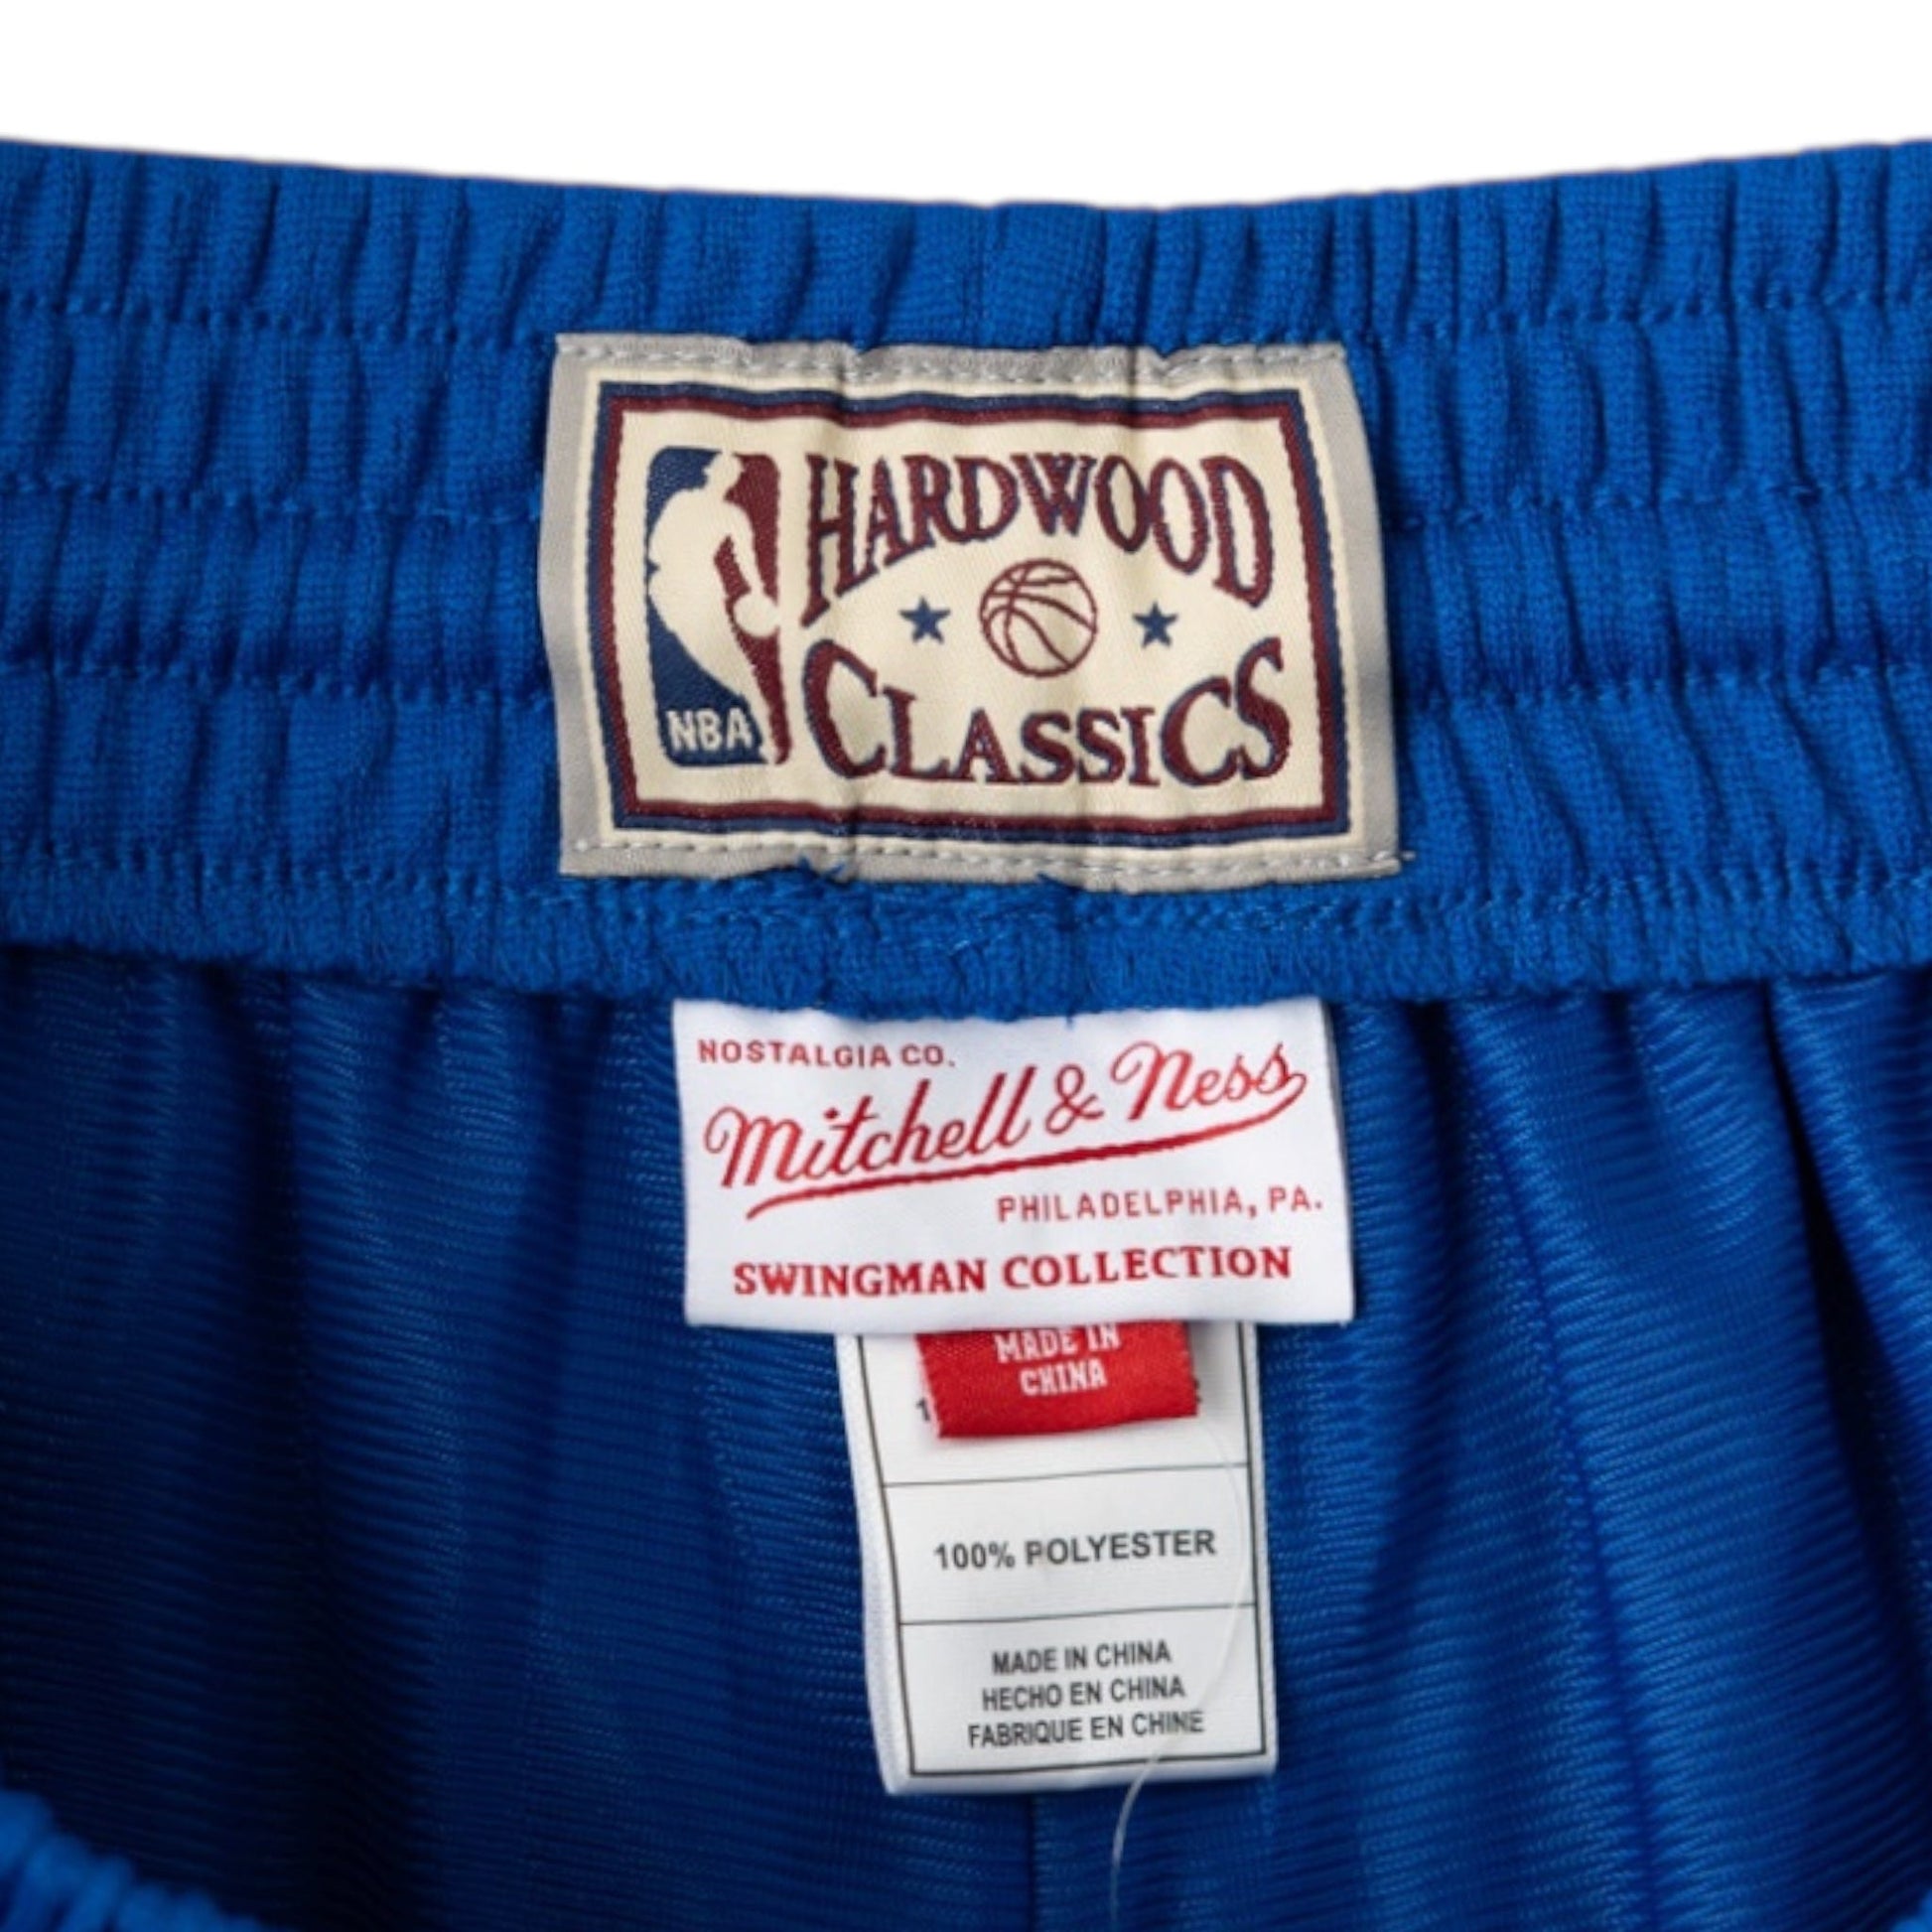 HARDWOOD
CLASSICS
NBA
NOSTALGIA CO.
Mitchell & Ness
PHILADELPHIA, PA.
SWINGMAN COLLECTION
MADE IN
CHINA
100% POLYESTER
MADE IN CHINA
HECHO EN CHINA
FABRIQUE EN CHINE